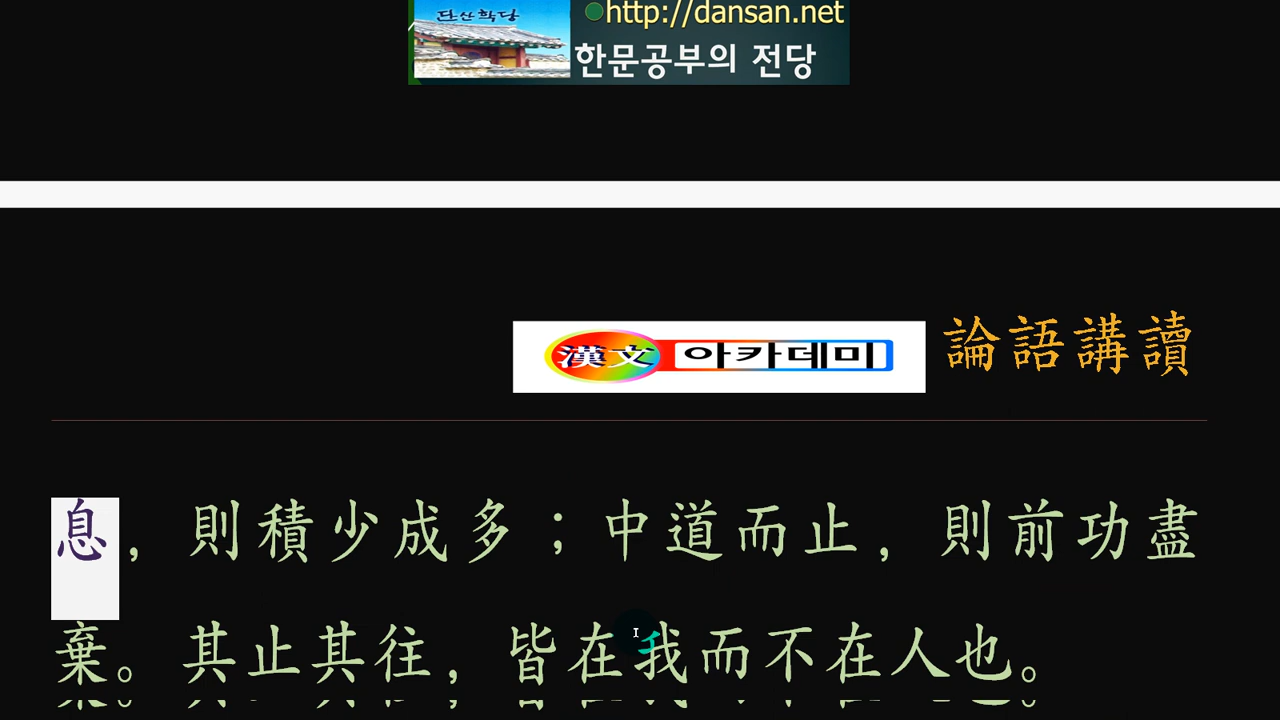 단산학당
http://dansan.net
한문공부의 전당
漢文 아카데미 論語講讀
息，則積少成多；中道而止，則前功盡
棄。其止其往，皆在我而不在人也。